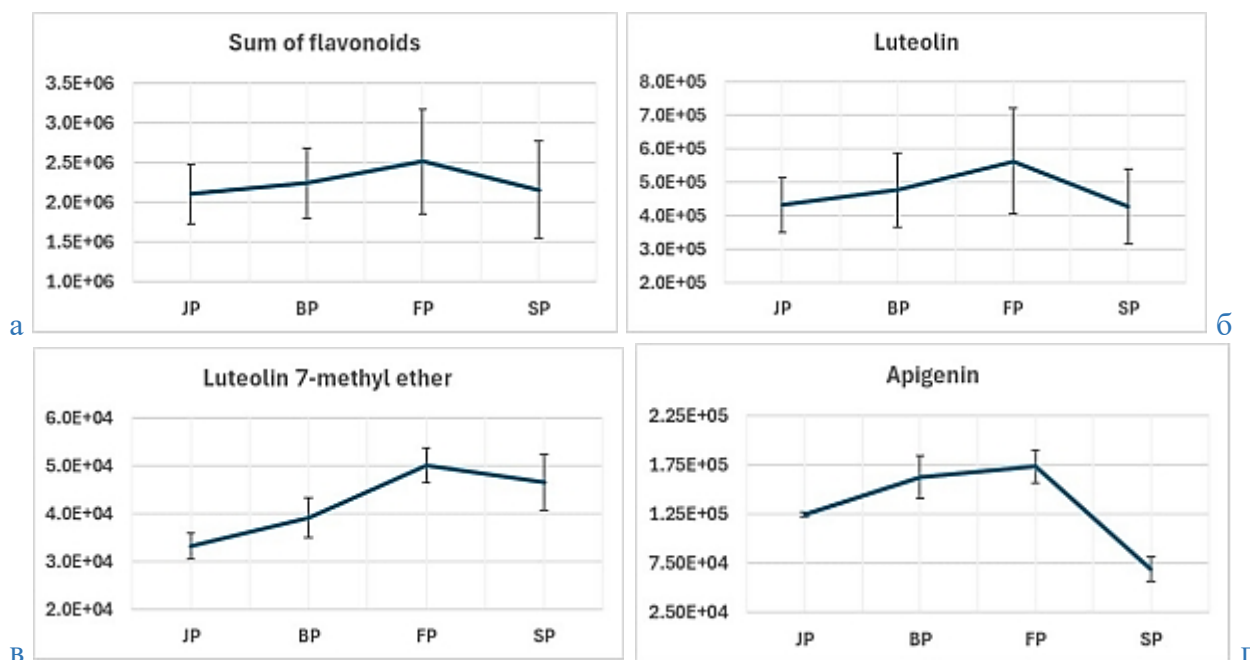 Sum of flavonoids
3.5E+06
3.0E+06
2.5E+06
2.0E+06
1.5E+06
1.0E+06
JP BP FP SP
а
Luteolin
8.0E+05
7.0E+05
6.0E+05
5.0E+05
4.0E+05
3.0E+05
2.0E+05
JP BP FP SP
б
Luteolin 7-methyl ether
6.0E+04
5.0E+04
4.0E+04
3.0E+04
2.0E+04
JP BP FP SP
в
Apigenin
2.25E+05
1.75E+05
1.25E+05
7.50E+04
2.50E+04
JP BP FP SP